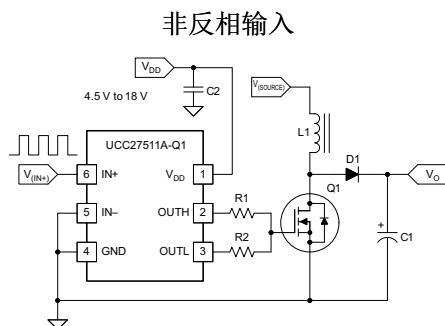 非反相输入
VDD
4.5 V to 18 V
C2
V(SOURCE)
L1
UCC27511A-Q1
V(IN+)
6 IN+
VDD 1
D1
VO
Q1
5 IN–
OUTH 2
R1
4 GND
OUTL 3
R2
+
C1